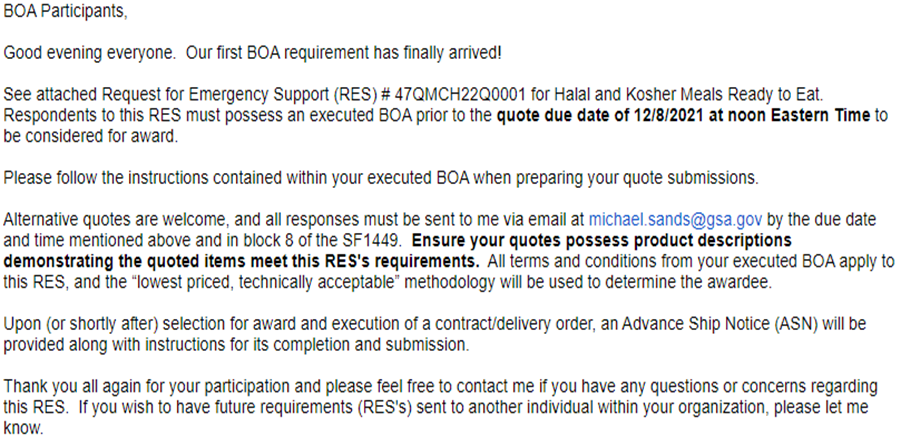 BOA Participants,
Good evening everyone.  Our first BOA requirement has finally arrived!
See attached Request for Emergency Support (RES) # 47QMCH22Q0001 for Halal and Kosher Meals Ready to Eat.
Respondents to this RES must possess an executed BOA prior to the quote due date of 12/8/2021 at noon Eastern Time to
be considered for award.
Please follow the instructions contained within your executed BOA when preparing your quote submissions.
Alternative quotes are welcome, and all responses must be sent to me via email at michael.sands@gsa.gov by the due date
and time mentioned above and in block 8 of the SF1449.  Ensure your quotes possess product descriptions
demonstrating the quoted items meet this RES's requirements.  All terms and conditions from your executed BOA apply to
this RES, and the “lowest priced, technically acceptable” methodology will be used to determine the awardee.
Upon (or shortly after) selection for award and execution of a contract/delivery order, an Advance Ship Notice (ASN) will be
provided along with instructions for its completion and submission.
Thank you all again for your participation and please feel free to contact me if you have any questions or concerns regarding
this RES.  If you wish to have future requirements (RES's) sent to another individual within your organization, please let me
know.